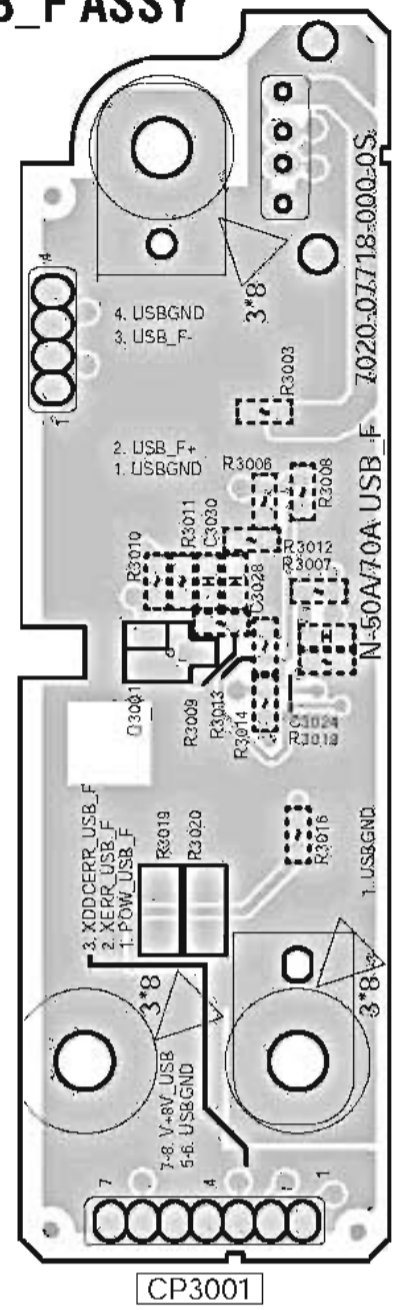 B_F ASSY
4
1
4. USBGND
3. USB_F-
3*8
R3003
7020-07718-000-0S
2. USB_F+
1. USBGND
R3006
R3008
R3010
R3011
C3030
R3012
R3007
C3028
N-50A/70A USB_F
R3009
R3013
R3014
C3024
R3018
R3019
R3020
R3016
3. XDDCERR_USB_F
2. XERR_USB_F
1. POW_USB_F
1. USBGND
3*8
3*8
7-8. V+8V_USB
5-6. USBGND
7
4
1
CP3001